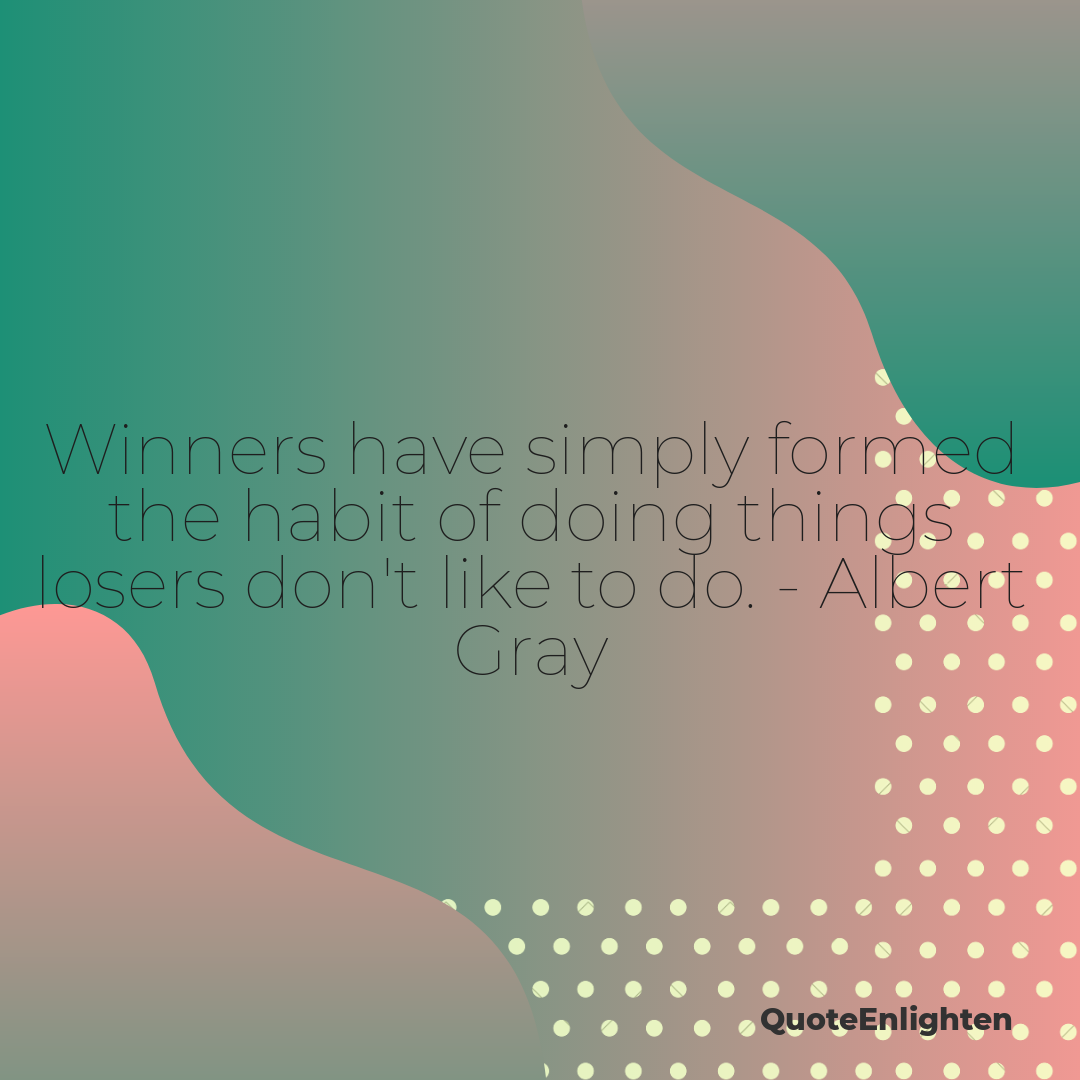 Winners have simply formed
the habit of doing things
losers don't like to do. - Albert
Gray
QuoteEnlighten